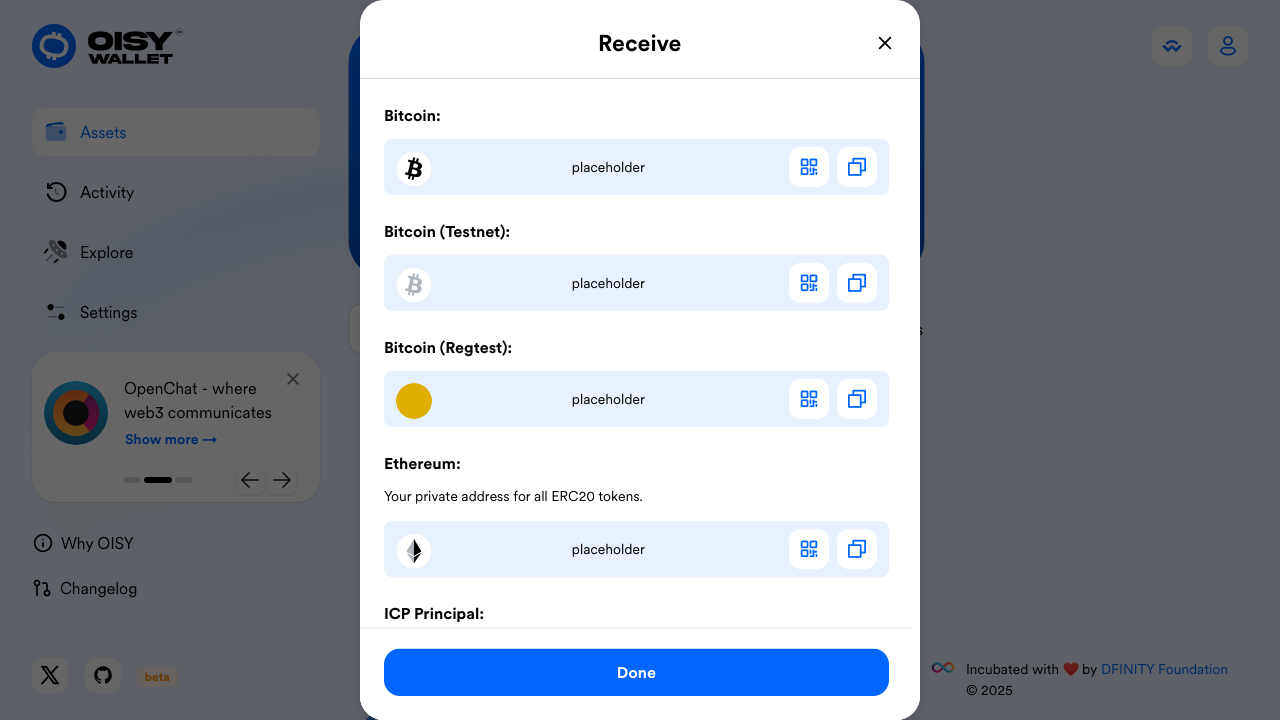 OISY
WALLET
Assets
Activity
Explore
Settings
OpenChat - where
web3 communicates
Show more →
Why OISY
Changelog
beta
Receive
Bitcoin:
placeholder
Bitcoin (Testnet):
placeholder
Bitcoin (Regtest):
placeholder
Ethereum:
Your private address for all ERC20 tokens.
placeholder
ICP Principal:
Done
Incubated with ❤️ by DFINITY Foundation
© 2025